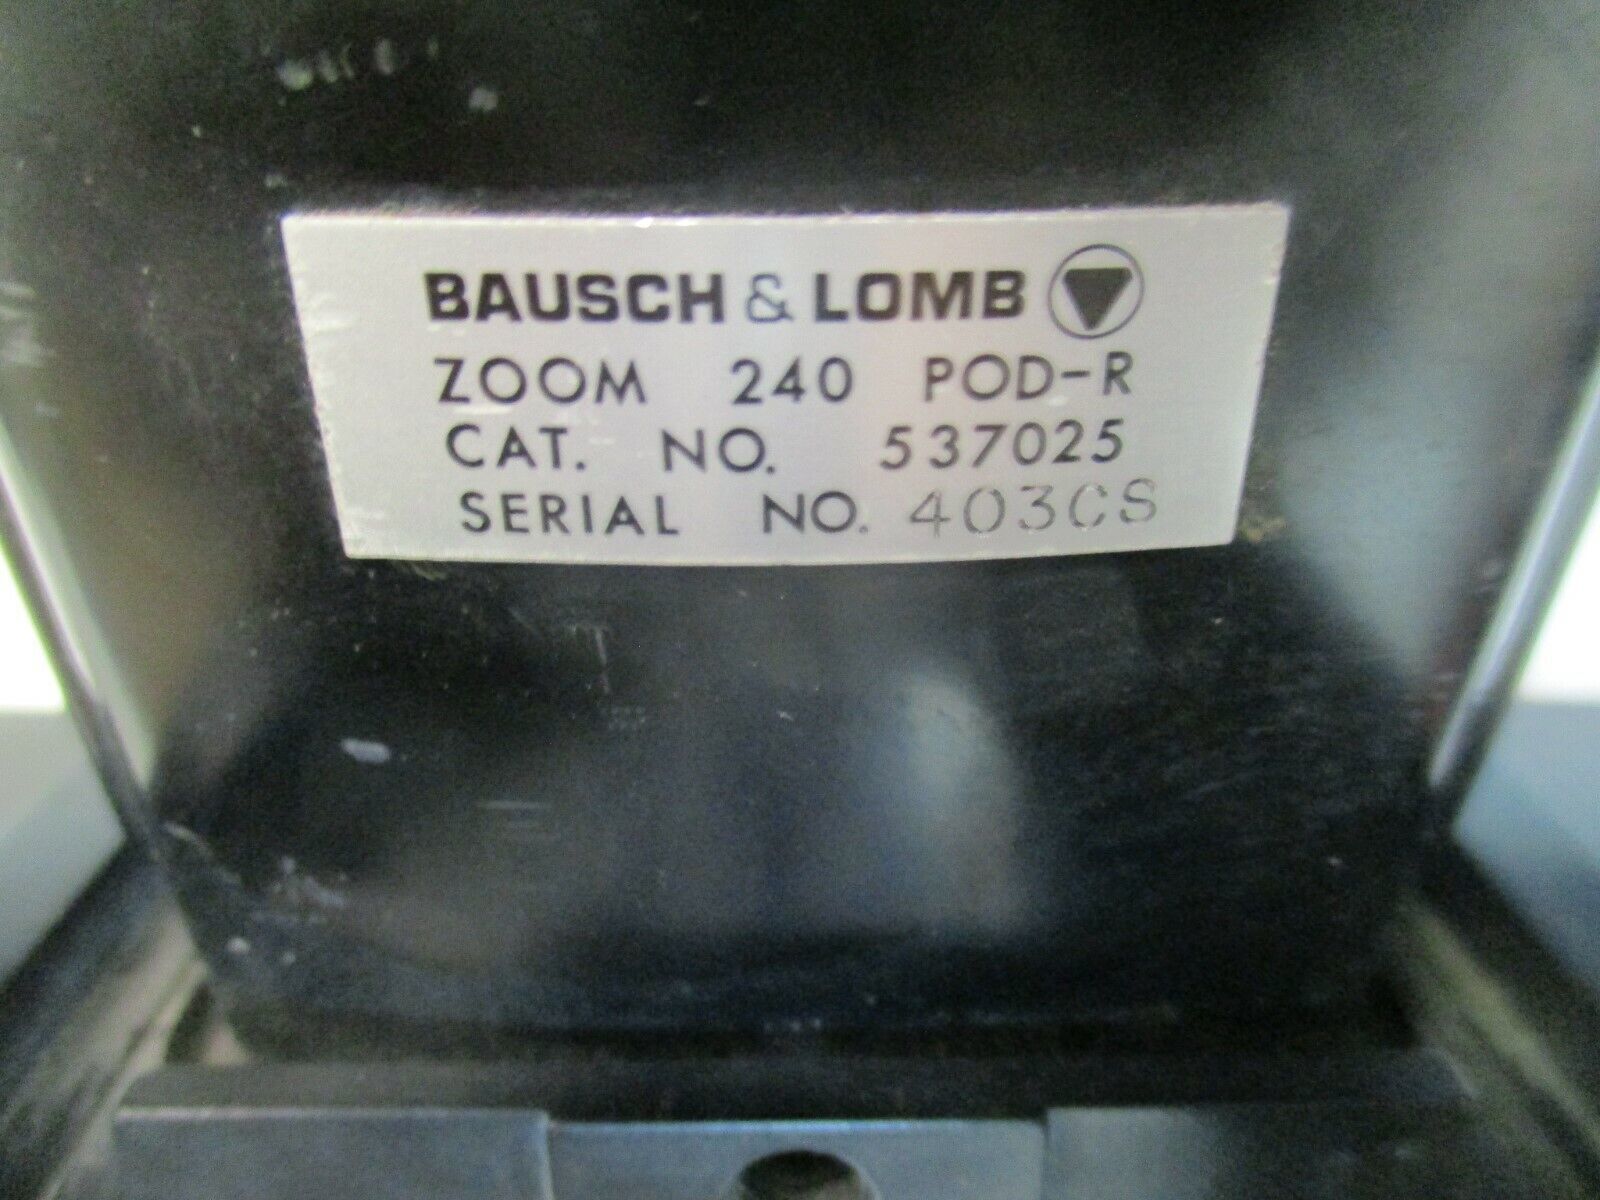 BAUSCH & LOMB
ZOOM 240 POD-R
CAT. NO. 537025
SERIAL NO. 403CS